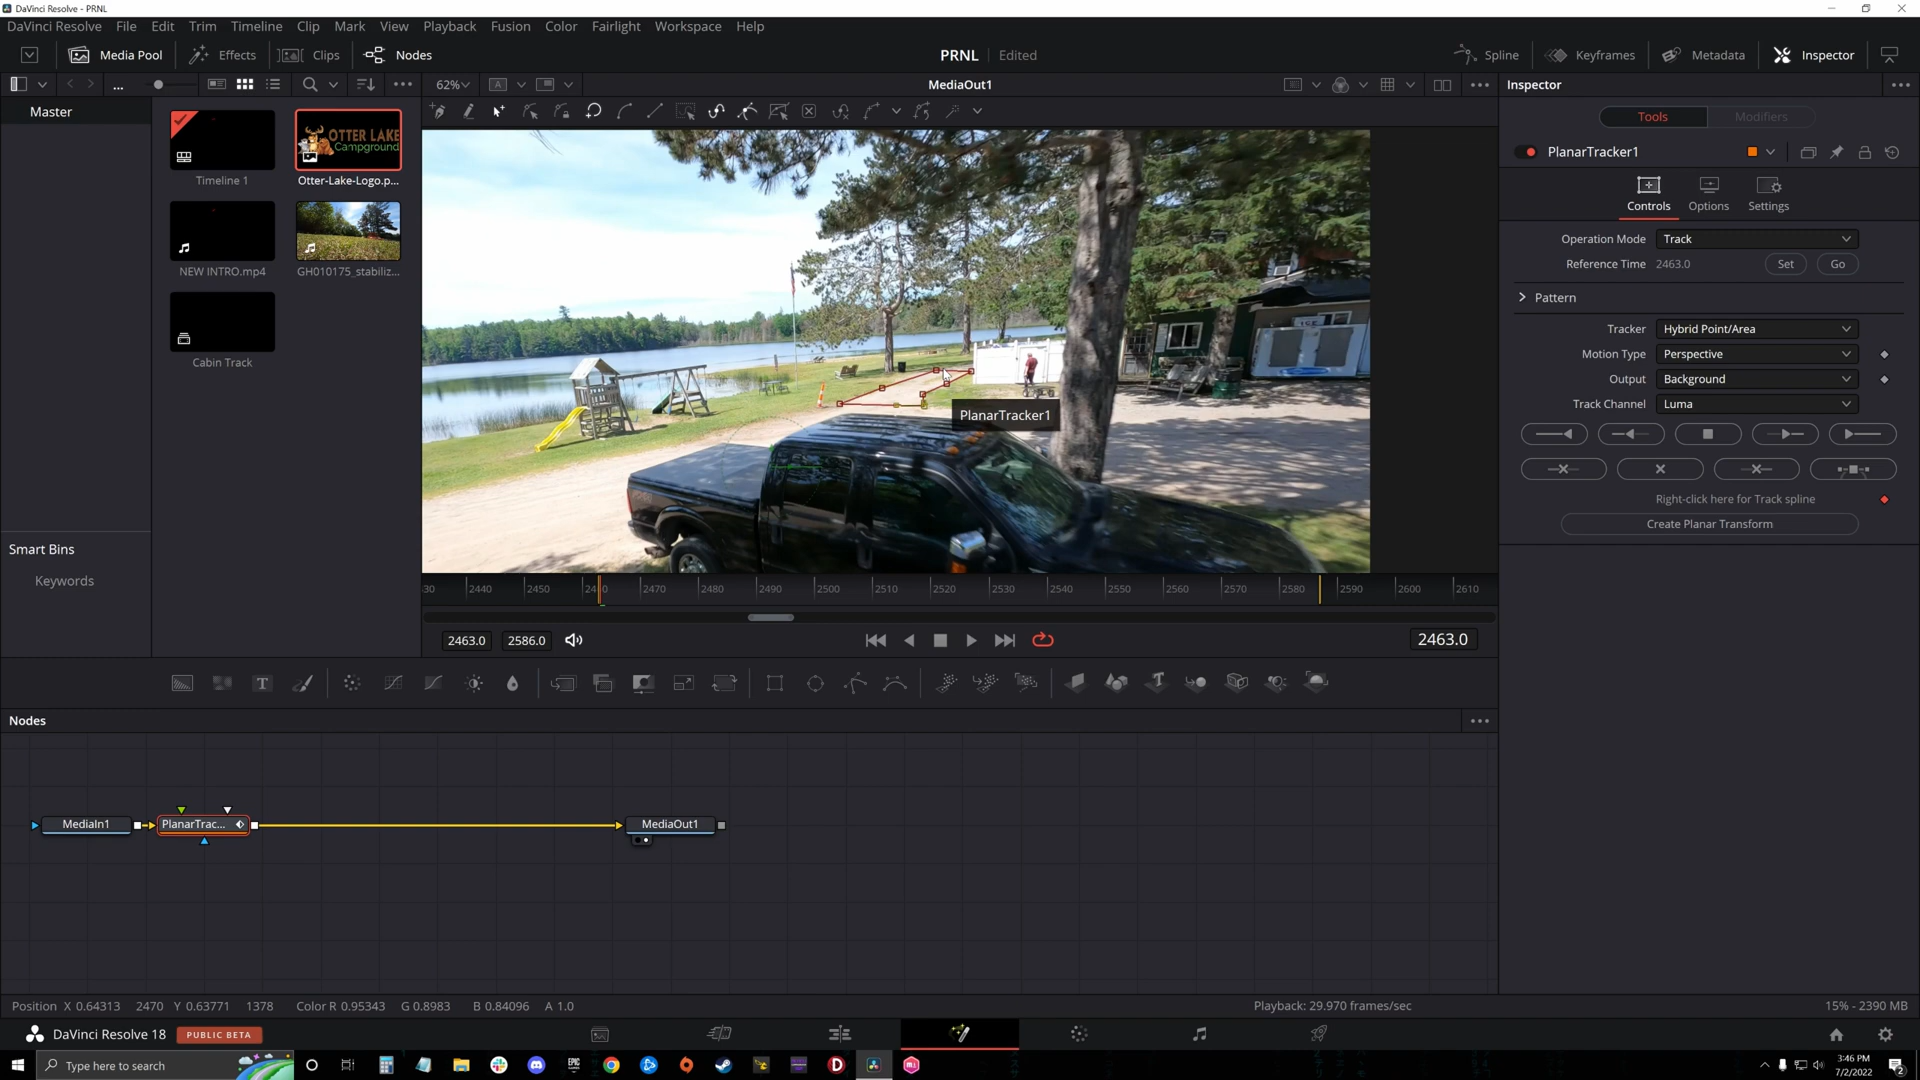 DaVinci Resolve - PRNL
DaVinci Resolve File Edit Trim Timeline Clip Mark View Playback Fusion Color Fairlight Workspace Help
Media Pool Effects Clips Nodes PRNL Edited Spline Keyframes Metadata Inspector
... 62% A MediaOut1 Inspector
Master
Timeline 1
OTTER LAKE
Campground
Otter-Lake-Logo.p...
NEW INTRO.mp4
GH010175_stabiliz...
Cabin Track
Smart Bins
Keywords
PlanarTracker1
ICE
30 2440 2450 2470 2480 2490 2500 2510 2520 2530 2540 2550 2560 2570 2580 2590 2600 2610
2463.0 2586.0 2463.0
Tools Modifiers
PlanarTracker1
Controls Options Settings
Operation Mode Track
Reference Time 2463.0 Set Go
Pattern
Tracker Hybrid Point/Area
Motion Type Perspective
Output Background
Track Channel Luma
Right-click here for Track spline
Create Planar Transform
Nodes
MediaIn1 PlanarTrac... MediaOut1
Position X 0.64313 2470 Y 0.63771 1378 Color R 0.95343 G 0.8983 B 0.84096 A 1.0 Playback: 29.970 frames/sec 15% - 2390 MB
DaVinci Resolve 18 PUBLIC BETA
Type here to search EPIC 3:46 PM
7/2/2022
2